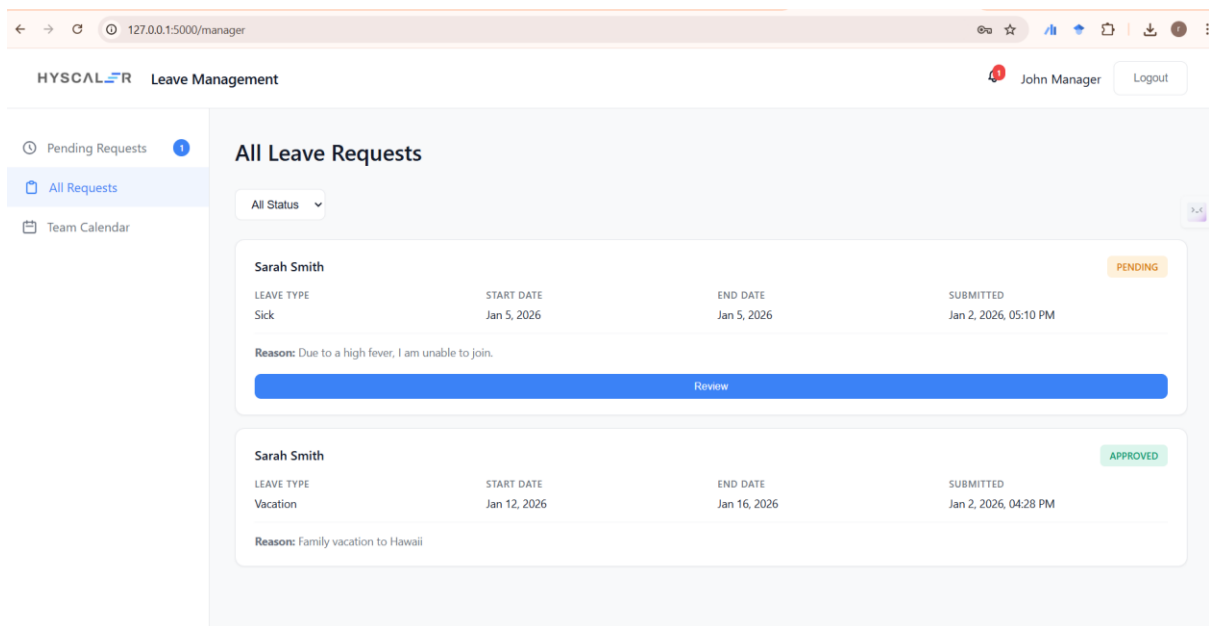 127.0.0.1:5000/manager
HYSCALER Leave Management
1
John Manager
Logout
Pending Requests 1
All Requests
Team Calendar
All Leave Requests
All Status
Sarah Smith PENDING
LEAVE TYPE START DATE END DATE SUBMITTED
Sick Jan 5, 2026 Jan 5, 2026 Jan 2, 2026, 05:10 PM
Reason: Due to a high fever, I am unable to join.
Review
Sarah Smith APPROVED
LEAVE TYPE START DATE END DATE SUBMITTED
Vacation Jan 12, 2026 Jan 16, 2026 Jan 2, 2026, 04:28 PM
Reason: Family vacation to Hawaii